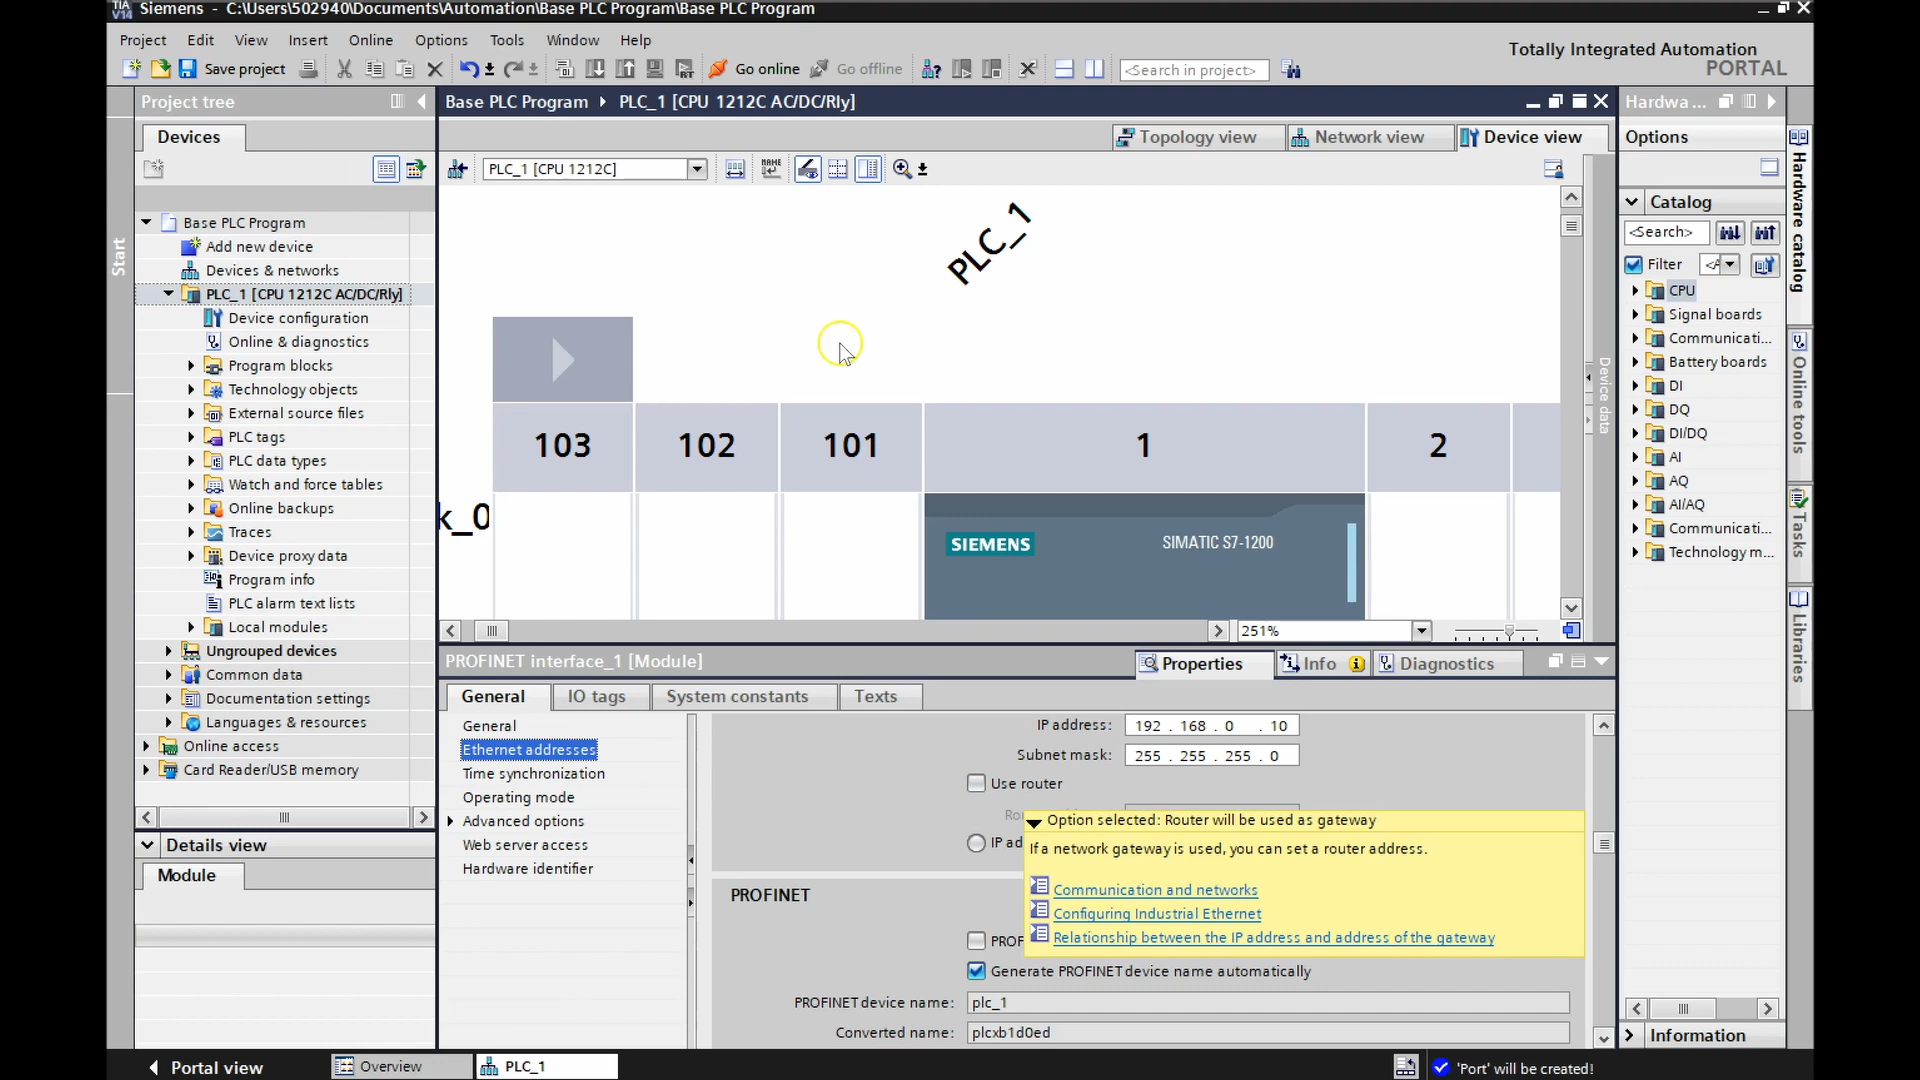 TIA V14
Siemens - C:\Users\502940\Documents\Automation\Base PLC Program\Base PLC Program
Project Edit View Insert Online Options Tools Window Help
Totally Integrated Automation
PORTAL
Save project
RT
Go online
Go offline
<Search in project>
Project tree
Base PLC Program
PLC_1 [CPU 1212C AC/DC/Rly]
Hardwa...
Devices
Topology view
Network view
Device view
Options
PLC_1 [CPU 1212C]
NAME
Start
Base PLC Program
Add new device
Devices & networks
PLC_1 [CPU 1212C AC/DC/Rly]
Device configuration
Online & diagnostics
Program blocks
Technology objects
External source files
PLC tags
PLC data types
Watch and force tables
Online backups
Traces
Device proxy data
Program info
PLC alarm text lists
Local modules
Ungrouped devices
Common data
Documentation settings
Languages & resources
Online access
Card Reader/USB memory
Details view
Module
PLC_1
103
102
101
1
2
k_0
SIEMENS
SIMATIC S7-1200
251%
Device data
Catalog
<Search>
Filter
<A
CPU
Signal boards
Communicati...
Battery boards
DI
DQ
DI/DQ
AI
AQ
AI/AQ
Communicati...
Technology m...
Information
Hardware catalog
Online tools
Tasks
Libraries
PROFINET interface_1 [Module]
Properties
Info
Diagnostics
General
IO tags
System constants
Texts
General
Ethernet addresses
Time synchronization
Operating mode
Advanced options
Web server access
Hardware identifier
IP address: 192 . 168 . 0 . 10
Subnet mask: 255 . 255 . 255 . 0
Use router
Ro
IP ad
Option selected: Router will be used as gateway
If a network gateway is used, you can set a router address.
Communication and networks
Configuring Industrial Ethernet
Relationship between the IP address and address of the gateway
PROFINET
PROF
Generate PROFINET device name automatically
PROFINET device name: plc_1
Converted name: plcxb1d0ed
Portal view
Overview
PLC_1
'Port' will be created!